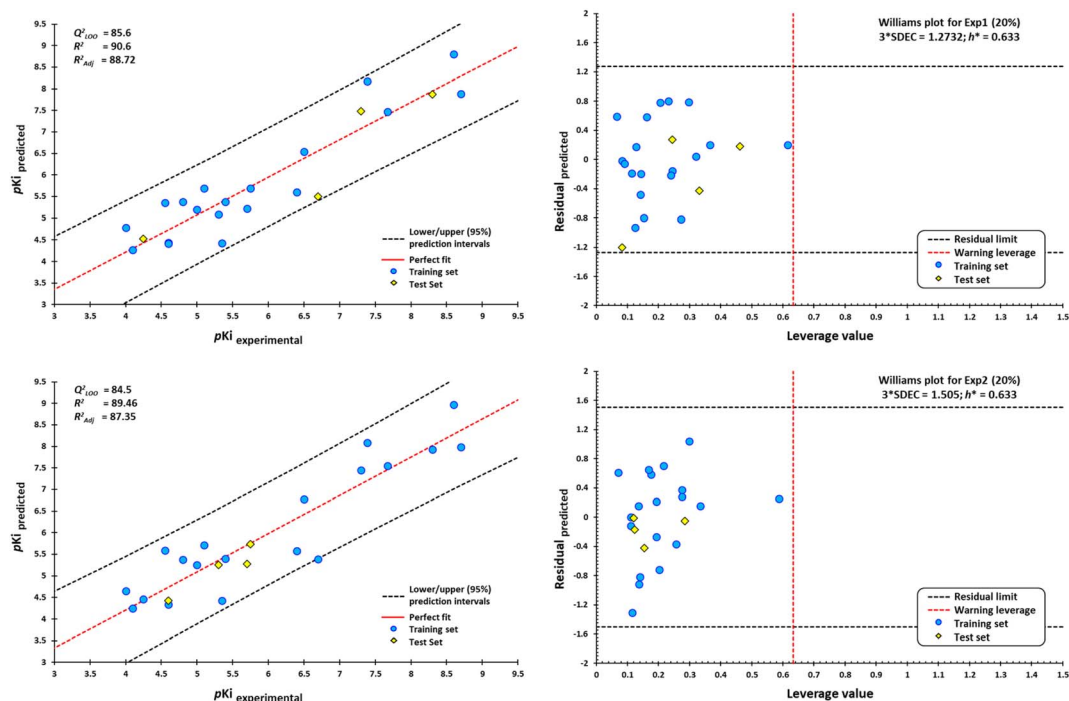 Q²LOO = 85.6
R² = 90.6
R²Adj = 88.72
9.5
9
8.5
8
7.5
7
6.5
6
5.5
5
4.5
4
3.5
3
pKi predicted
Lower/upper (95%)
prediction intervals
Perfect fit
Training set
Test Set
3 3.5 4 4.5 5 5.5 6 6.5 7 7.5 8 8.5 9 9.5
pKi experimental
Williams plot for Exp1 (20%)
3*SDEC = 1.2732; h* = 0.633
2
1.6
1.2
0.8
0.4
0
-0.4
-0.8
-1.2
-1.6
-2
Residual predicted
Residual limit
Warning leverage
Training set
Test set
0 0.1 0.2 0.3 0.4 0.5 0.6 0.7 0.8 0.9 1 1.1 1.2 1.3 1.4 1.5
Leverage value
Q²LOO = 84.5
R² = 89.46
R²Adj = 87.35
9.5
9
8.5
8
7.5
7
6.5
6
5.5
5
4.5
4
3.5
3
pKi predicted
Lower/upper (95%)
prediction intervals
Perfect fit
Training set
Test Set
3 3.5 4 4.5 5 5.5 6 6.5 7 7.5 8 8.5 9 9.5
pKi experimental
Williams plot for Exp2 (20%)
3*SDEC = 1.505; h* = 0.633
2
1.6
1.2
0.8
0.4
0
-0.4
-0.8
-1.2
-1.6
-2
Residual predicted
Residual limit
Warning leverage
Training set
Test set
0 0.1 0.2 0.3 0.4 0.5 0.6 0.7 0.8 0.9 1 1.1 1.2 1.3 1.4 1.5
Leverage value